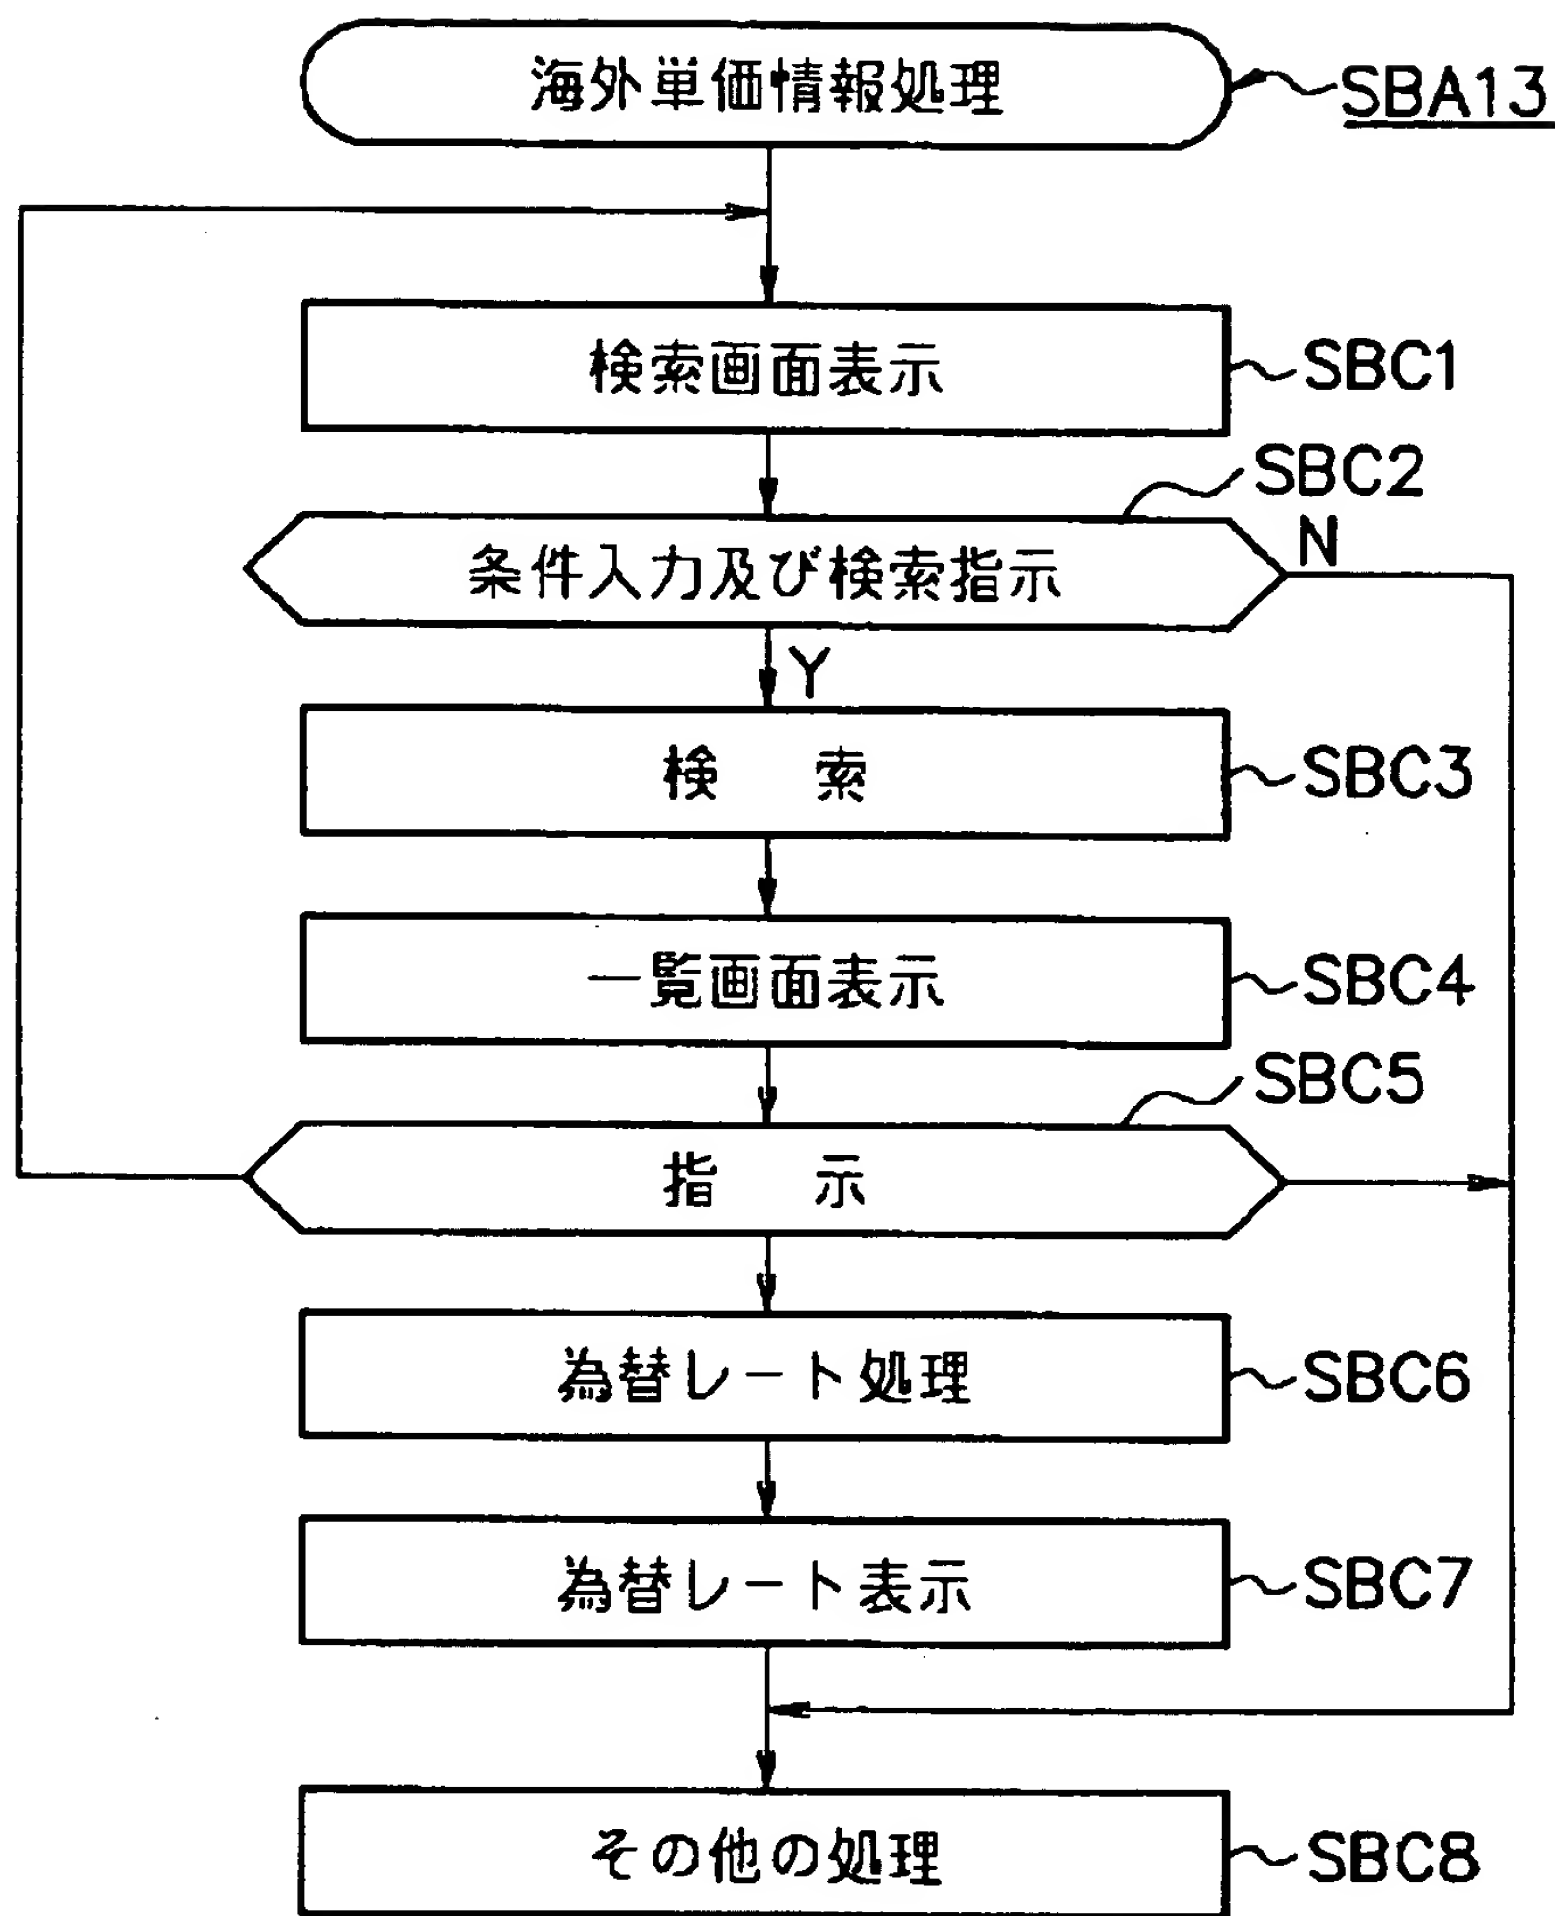 海外単価情報処理 SBA13
検索画面表示 SBC1
SBC2
条件入力及び検索指示 N
Y
検 索 SBC3
一覧画面表示 SBC4
SBC5
指 示
為替レート処理 SBC6
為替レート表示 SBC7
その他の処理 SBC8